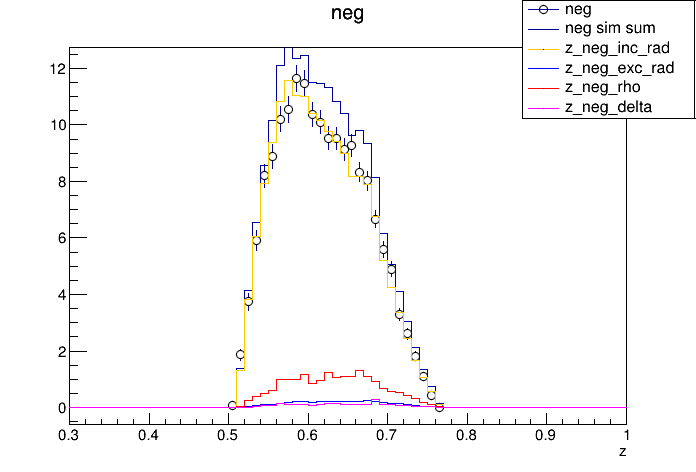 neg
neg
neg sim sum
z_neg_inc_rad
z_neg_exc_rad
z_neg_rho
z_neg_delta
12
10
8
6
4
2
0
0.3 0.4 0.5 0.6 0.7 0.8 0.9 1
z